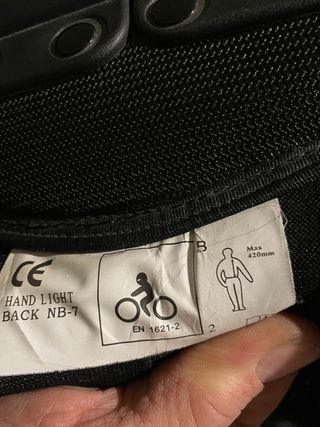 CE
HAND LIGHT
BACK NB-7
EN 1621-2
B
2
Max
420mm